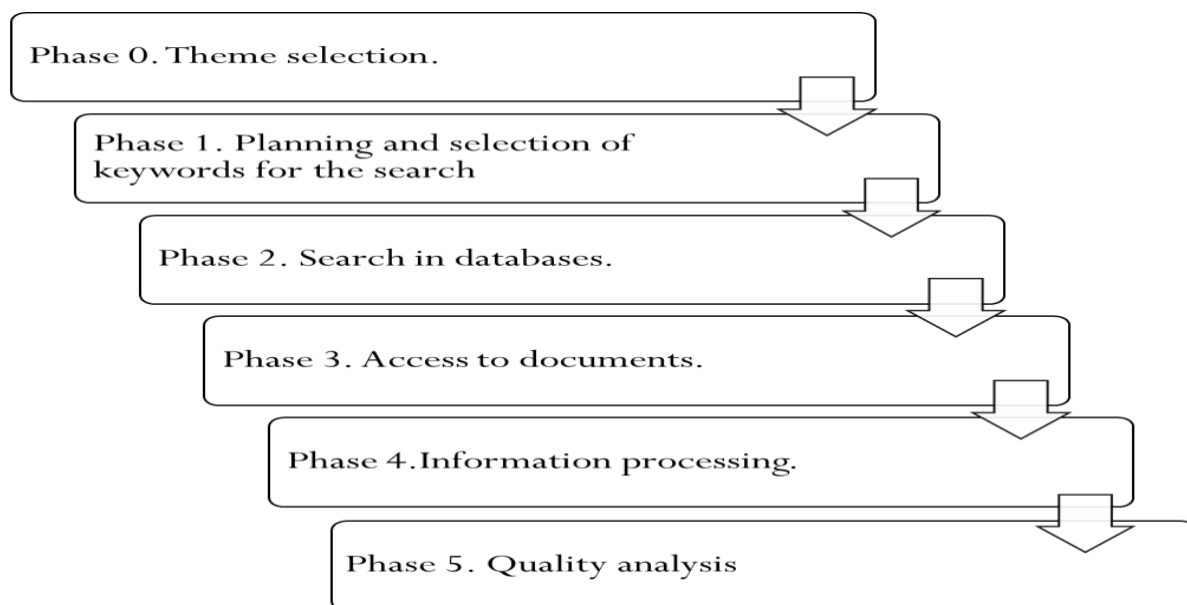 Phase 0. Theme selection.
Phase 1. Planning and selection of
keywords for the search
Phase 2. Search in databases.
Phase 3. Access to documents.
Phase 4.Information processing.
Phase 5. Quality analysis